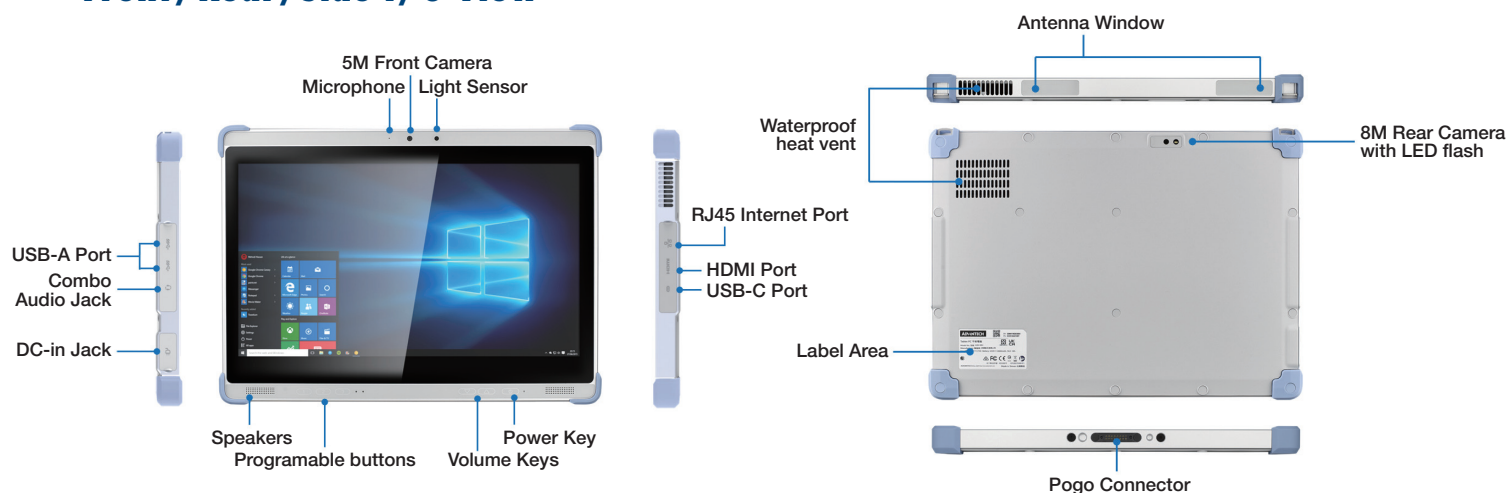 5M Front Camera
Microphone
Light Sensor
USB-A Port
Combo
Audio Jack
DC-in Jack
RJ45 Internet Port
HDMI Port
USB-C Port
Speakers
Programable buttons
Volume Keys
Power Key
Antenna Window
Waterproof
heat vent
8M Rear Camera
with LED flash
Label Area
ADVANTECH
Pogo Connector